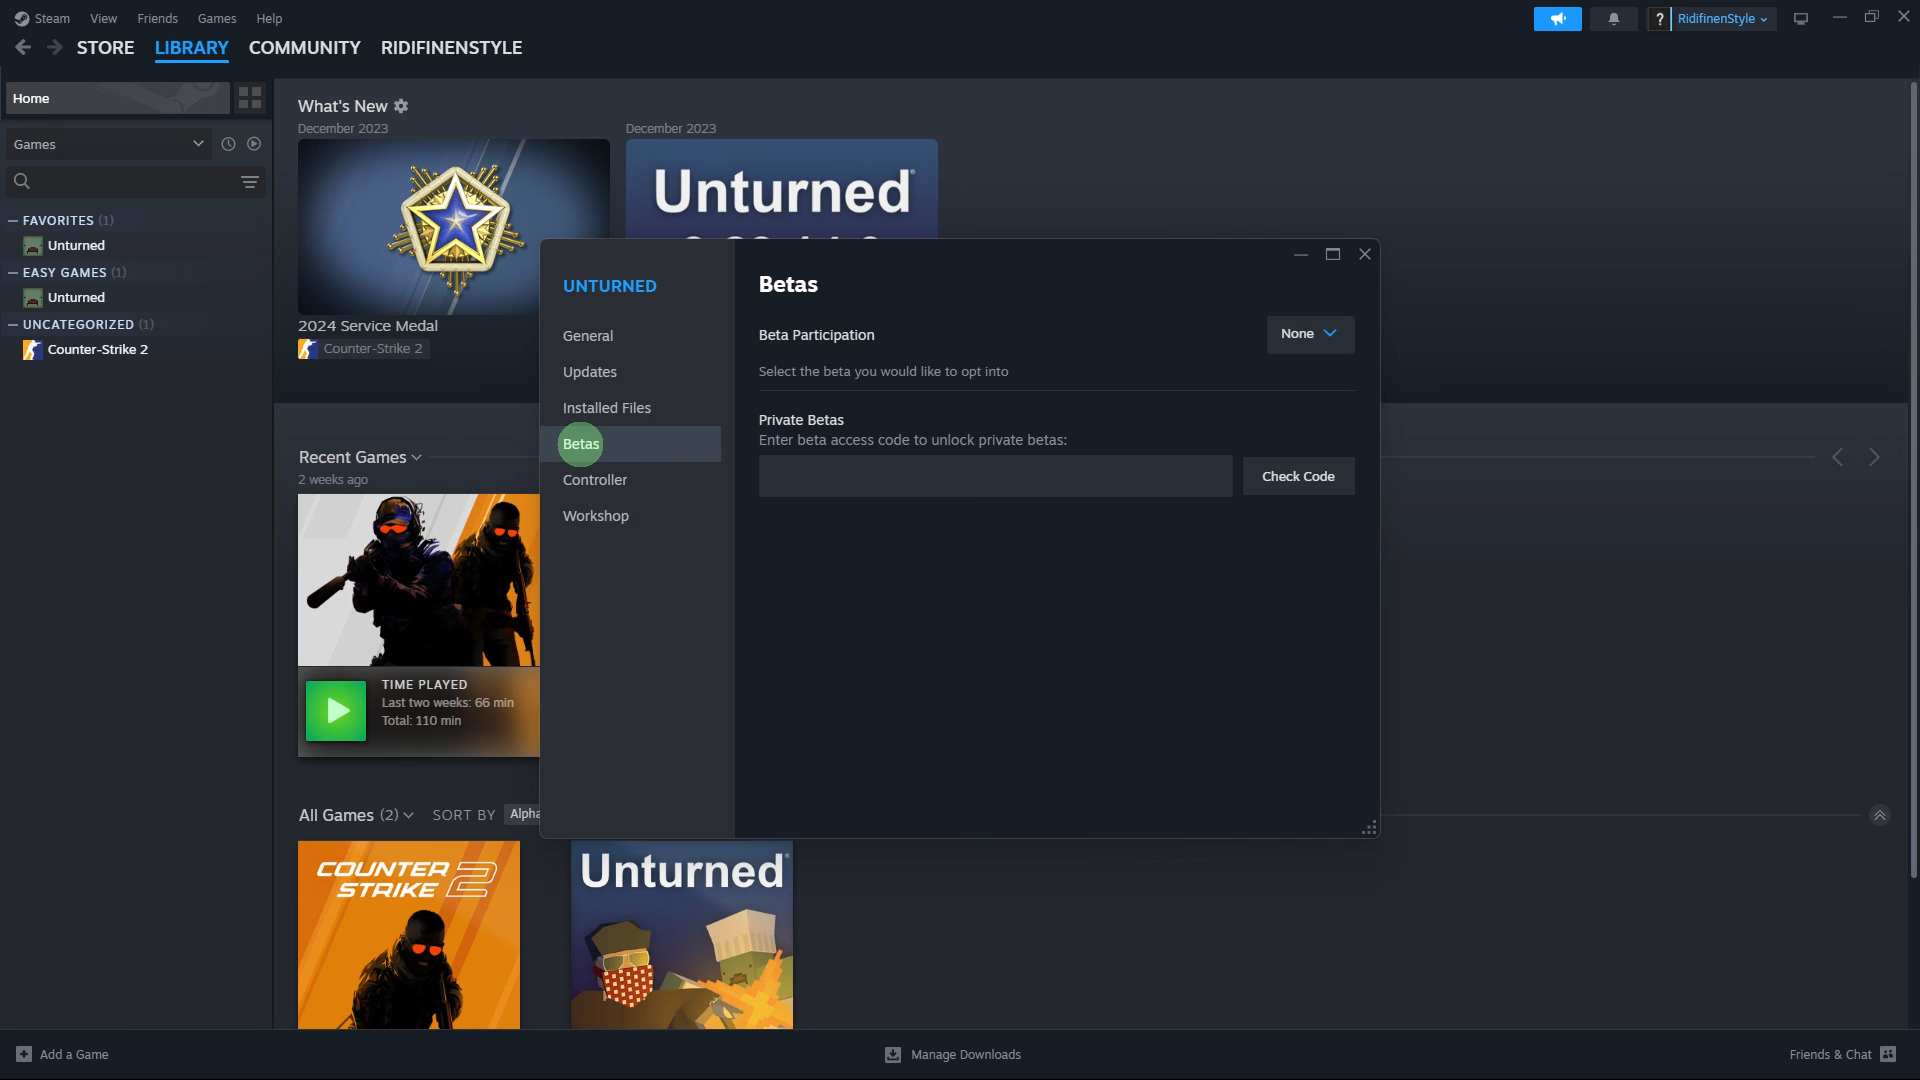 Steam View Friends Games Help
? RidifinenStyle
STORE LIBRARY COMMUNITY RIDIFINENSTYLE
Home
Games
— FAVORITES (1)
Unturned
— EASY GAMES (1)
Unturned
— UNCATEGORIZED (1)
Counter-Strike 2
What's New
December 2023
December 2023
Unturned
2024 Service Medal
Counter-Strike 2
Recent Games
2 weeks ago
TIME PLAYED
Last two weeks: 66 min
Total: 110 min
All Games (2) SORT BY Alpha
COUNTER
STRIKE 2
Unturned
UNTURNED
General
Updates
Installed Files
Betas
Controller
Workshop
Betas
Beta Participation
None
Select the beta you would like to opt into
Private Betas
Enter beta access code to unlock private betas:
Check Code
Add a Game
Manage Downloads
Friends & Chat